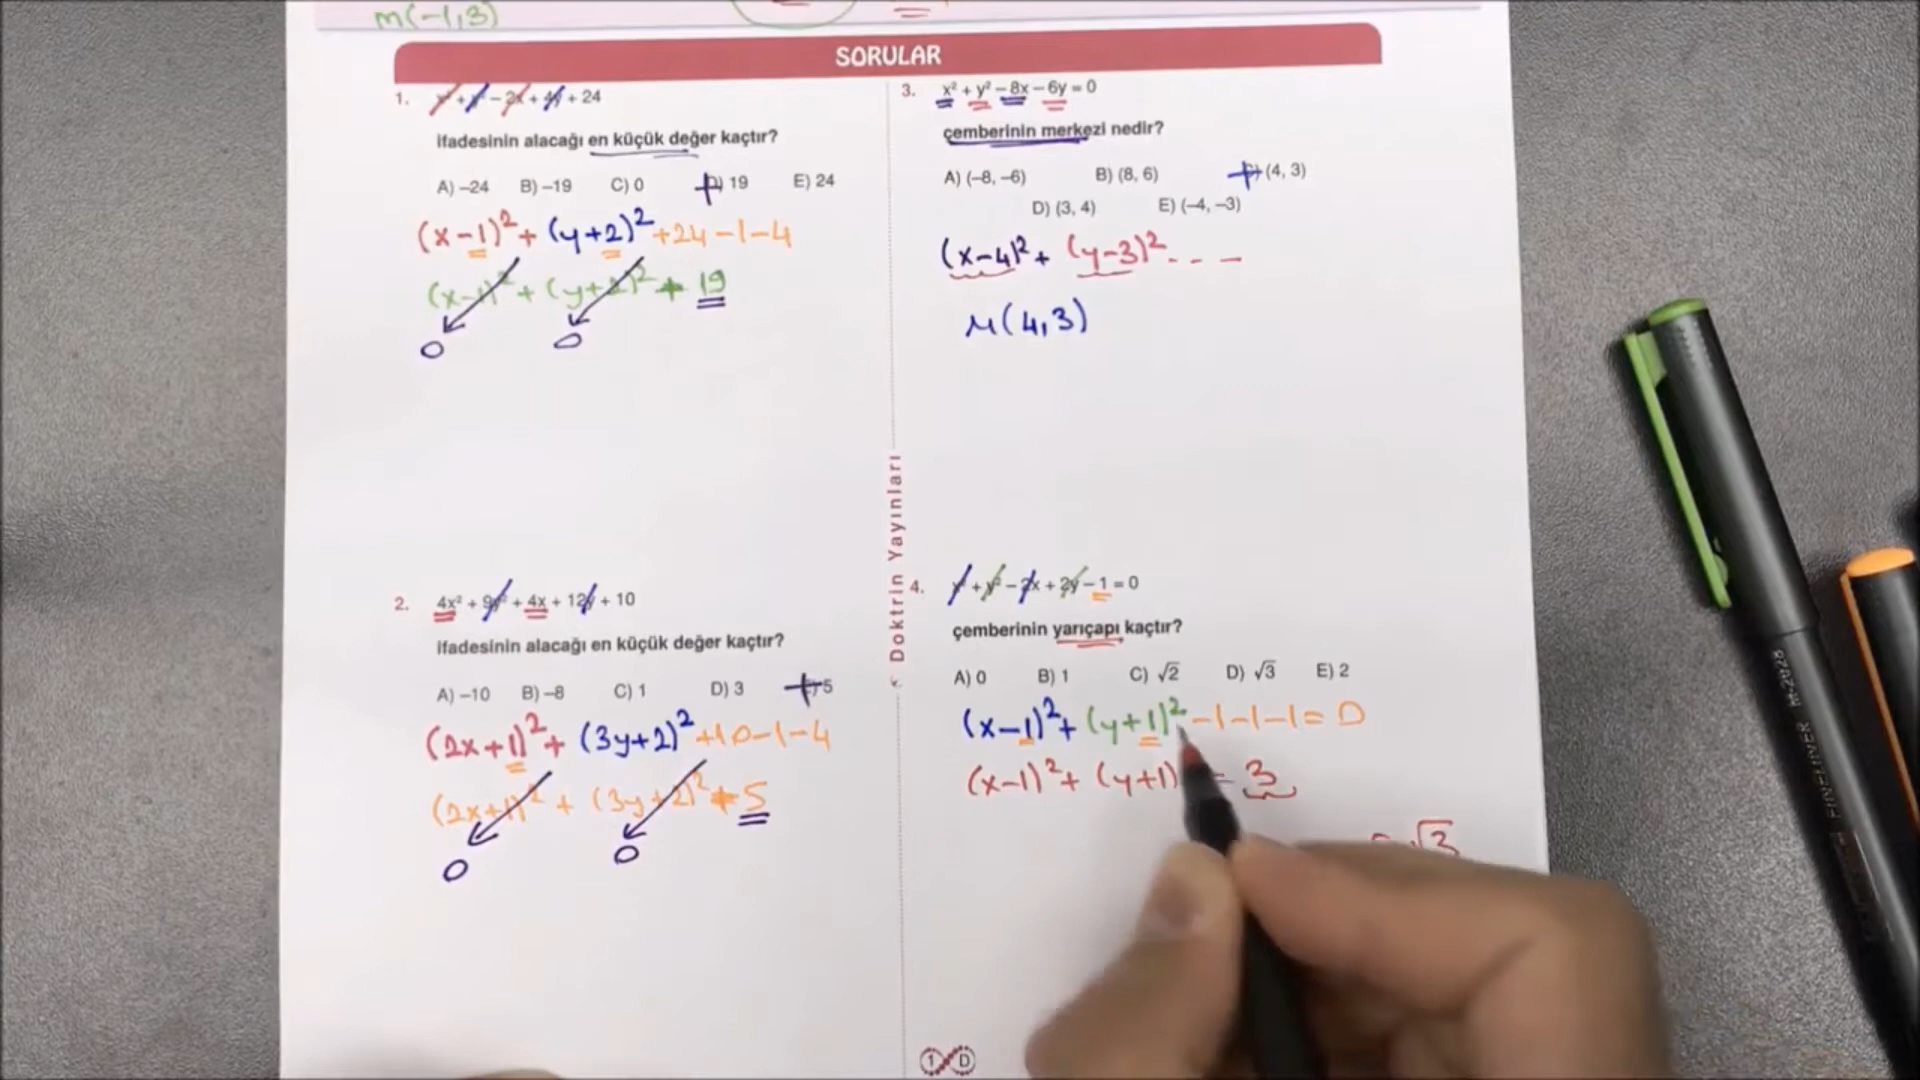 m(-1,3)
SORULAR
1. x² + y² – 2x + 4y + 24
ifadesinin alacağı en küçük değer kaçtır?
A) –24 B) –19 C) 0 D) 19 E) 24
(x-1)² + (y+2)² +24-1-4
(x-1)² + (y+2)² + 19
0 0
2. 4x² + 9y² + 4x + 12y + 10
ifadesinin alacağı en küçük değer kaçtır?
A) –10 B) –8 C) 1 D) 3 E) 5
(2x+1)² + (3y+2)² +10-1-4
(2x+1)² + (3y+2)² + 5
0 0
Doktrin Yayınları
3. x² + y² – 8x – 6y = 0
çemberinin merkezi nedir?
A) (–8, –6) B) (8, 6) C) (4, 3)
D) (3, 4) E) (–4, –3)
(x-4)² + (y-3)² - - -
M(4,3)
4. x² + y² – 2x + 2y – 1 = 0
çemberinin yarıçapı kaçtır?
A) 0 B) 1 C) √2 D) √3 E) 2
(x-1)² + (y+1)² -1-1-1=0
(x-1)² + (y+1) = 3
√3
1 D
FINELINER